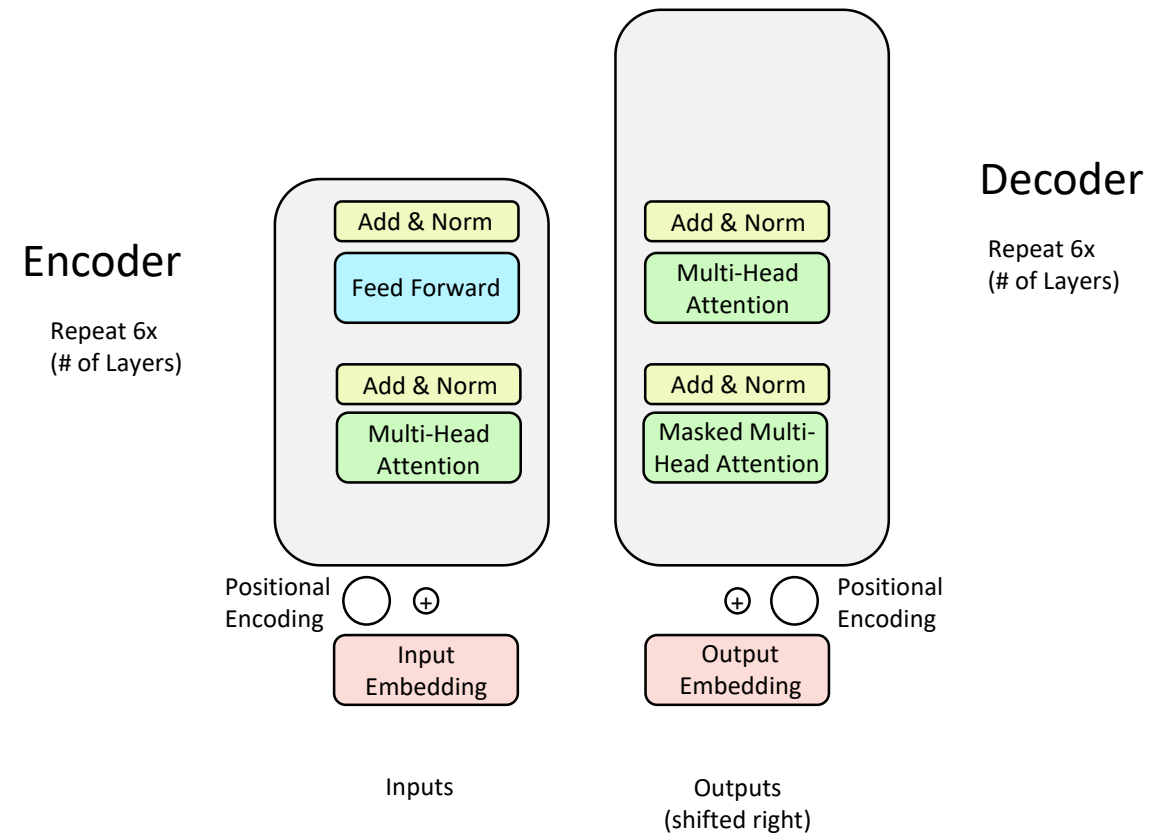 Decoder
Repeat 6x
(# of Layers)
Encoder
Repeat 6x
(# of Layers)
Add & Norm
Feed Forward
Add & Norm
Multi-Head
Attention
Add & Norm
Multi-Head
Attention
Add & Norm
Masked Multi-
Head Attention
Positional
Encoding
+
+
Positional
Encoding
Input
Embedding
Output
Embedding
Inputs
Outputs
(shifted right)